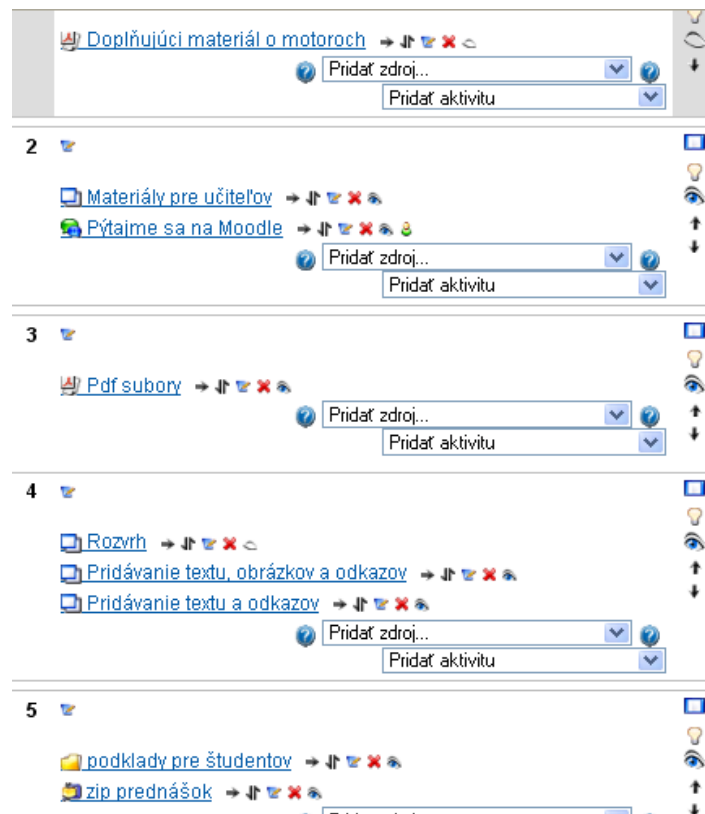 Doplňujúci materiál o motoroch
Pridať zdroj...
Pridať aktivitu
2
Materiály pre učiteľov
Pýtajme sa na Moodle
Pridať zdroj...
Pridať aktivitu
3
Pdf subory
Pridať zdroj...
Pridať aktivitu
4
Rozvrh
Pridávanie textu, obrázkov a odkazov
Pridávanie textu a odkazov
Pridať zdroj...
Pridať aktivitu
5
podklady pre študentov
zip prednášok